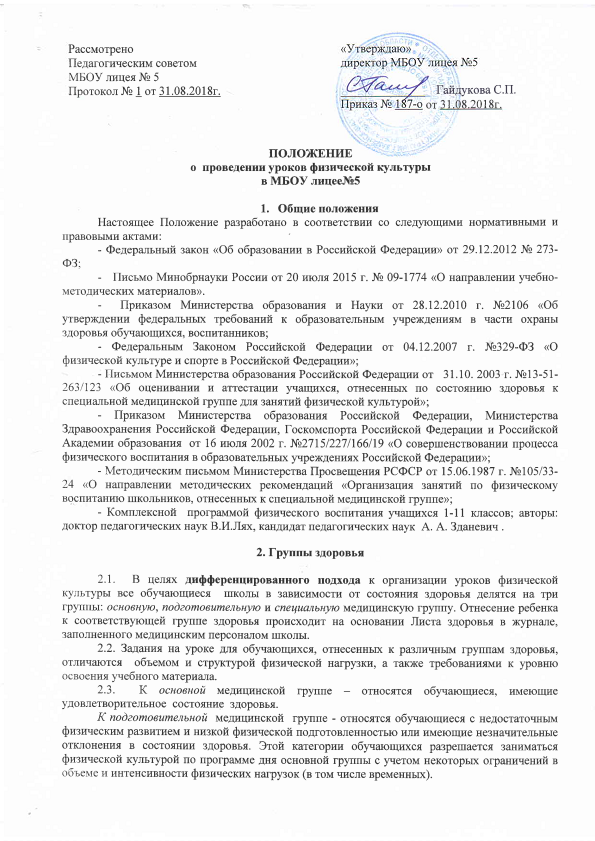 Рассмотрено
Педагогическим советом
МБОУ лицея № 5
Протокол № 1 от 31.08.2018г.
«Утверждаю»
директор МБОУ лицея №5
Гайдукова С.П.
Приказ № 187-о от 31.08.2018г.
ПОЛОЖЕНИЕ
о проведении уроков физической культуры
в МБОУ лицее№5
1. Общие положения
Настоящее Положение разработано в соответствии со следующими нормативными и
правовыми актами:
- Федеральный закон «Об образовании в Российской Федерации» от 29.12.2012 № 273-
ФЗ;
- Письмо Минобрнауки России от 20 июля 2015 г. № 09-1774 «О направлении учебно-
методических материалов».
- Приказом Министерства образования и Науки от 28.12.2010 г. №2106 «Об
утверждении федеральных требований к образовательным учреждениям в части охраны
здоровья обучающихся, воспитанников;
- Федеральным Законом Российской Федерации от 04.12.2007 г. №329-ФЗ «О
физической культуре и спорте в Российской Федерации»;
- Письмом Министерства образования Российской Федерации от 31.10. 2003 г. №13-51-
263/123 «Об оценивании и аттестации учащихся, отнесенных по состоянию здоровья к
специальной медицинской группе для занятий физической культурой»;
- Приказом Министерства образования Российской Федерации, Министерства
Здравоохранения Российской Федерации, Госкомспорта Российской Федерации и Российской
Академии образования от 16 июля 2002 г. №2715/227/166/19 «О совершенствовании процесса
физического воспитания в образовательных учреждениях Российской Федерации»;
- Методическим письмом Министерства Просвещения РСФСР от 15.06.1987 г. №105/33-
24 «О направлении методических рекомендаций «Организация занятий по физическому
воспитанию школьников, отнесенных к специальной медицинской группе»;
- Комплексной программой физического воспитания учащихся 1-11 классов; авторы:
доктор педагогических наук В.И.Лях, кандидат педагогических наук А. А. Зданевич .
2. Группы здоровья
2.1. В целях дифференцированного подхода к организации уроков физической
культуры все обучающиеся школы в зависимости от состояния здоровья делятся на три
группы: основную, подготовительную и специальную медицинскую группу. Отнесение ребенка
к соответствующей группе здоровья происходит на основании Листа здоровья в журнале,
заполненного медицинским персоналом школы.
2.2. Задания на уроке для обучающихся, отнесенных к различным группам здоровья,
отличаются объемом и структурой физической нагрузки, а также требованиями к уровню
освоения учебного материала.
2.3. К основной медицинской группе – относятся обучающиеся, имеющие
удовлетворительное состояние здоровья.
К подготовительной медицинской группе - относятся обучающиеся с недостаточным
физическим развитием и низкой физической подготовленностью или имеющие незначительные
отклонения в состоянии здоровья. Этой категории обучающихся разрешается заниматься
физической культурой по программе дня основной группы с учетом некоторых ограничений в
объеме и интенсивности физических нагрузок (в том числе временных).